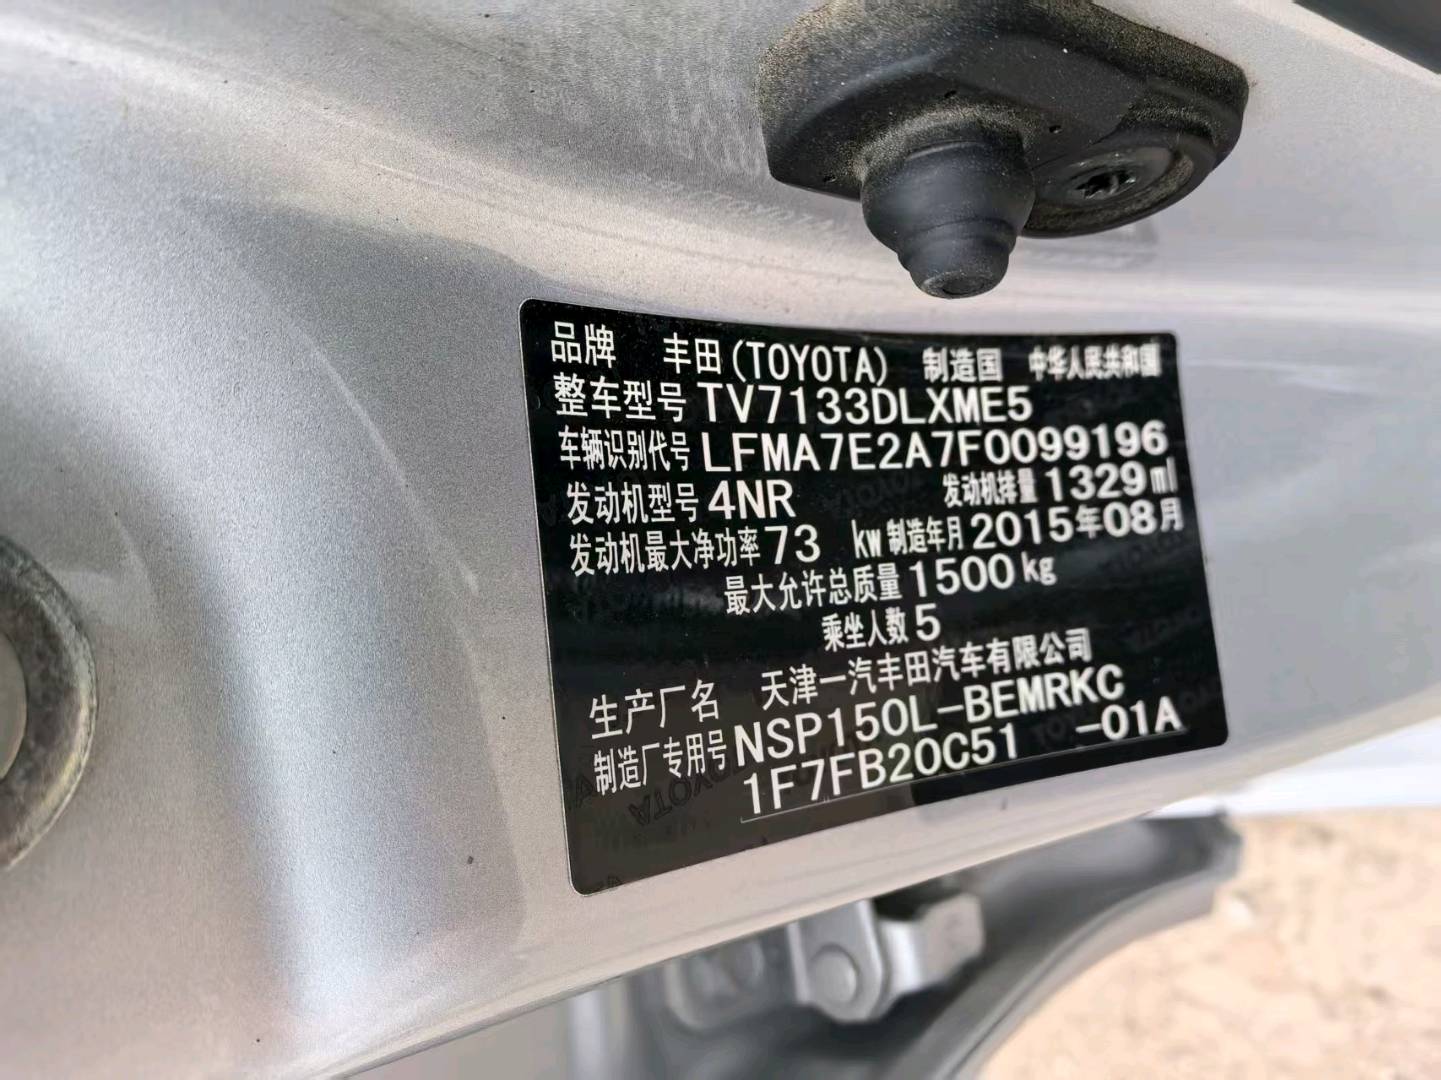 品牌 丰田(TOYOTA) 制造国 中华人民共和国
整车型号 TV7133DLXME5
车辆识别代号 LFMA7E2A7F0099196
发动机型号 4NR 发动机排量 1329 ml
发动机最大净功率 73 kw 制造年月 2015年08月
最大允许总质量 1500 kg
乘坐人数 5
生产厂名 天津一汽丰田汽车有限公司
制造厂专用号 NSP150L-BEMRKC
1F7FB20C51 -01A